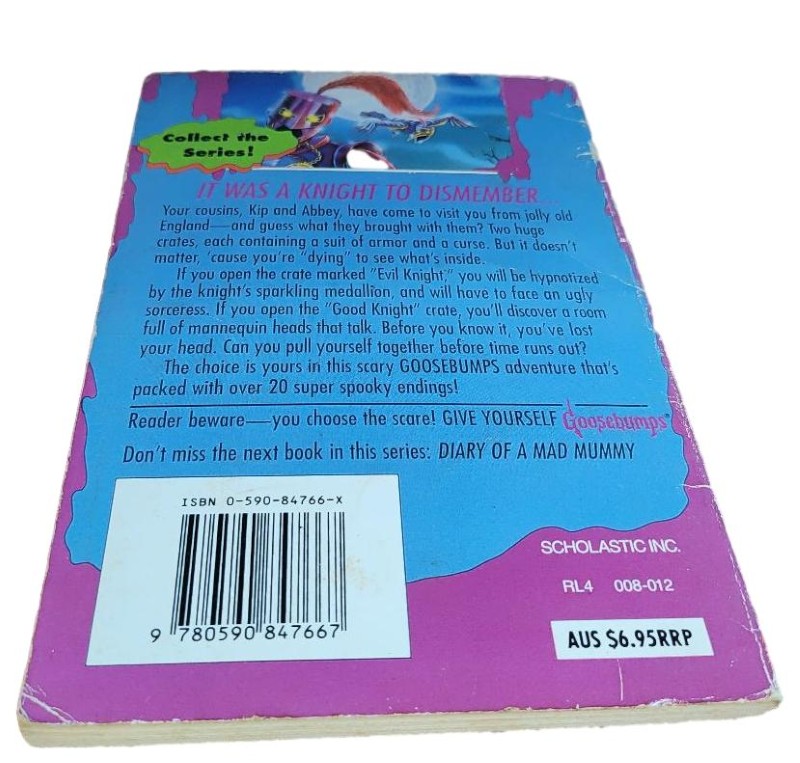 Collect the
Series!
IT WAS A KNIGHT TO DISMEMBER...
Your cousins, Kip and Abbey, have come to visit you from jolly old
England—and guess what they brought with them? Two huge
crates, each containing a suit of armor and a curse. But it doesn't
matter, 'cause you're "dying" to see what's inside.
If you open the crate marked "Evil Knight," you will be hypnotized
by the knight's sparkling medallion, and will have to face an ugly
sorceress. If you open the "Good Knight" crate, you'll discover a room
full of mannequin heads that talk. Before you know it, you've lost
your head. Can you pull yourself together before time runs out?
The choice is yours in this scary GOOSEBUMPS adventure that's
packed with over 20 super spooky endings!
Reader beware—you choose the scare! GIVE YOURSELF Goosebumps®
Don't miss the next book in this series: DIARY OF A MAD MUMMY
ISBN 0-590-84766-X
9 780590 847667
SCHOLASTIC INC.
RL4 008-012
AUS $6.95RRP